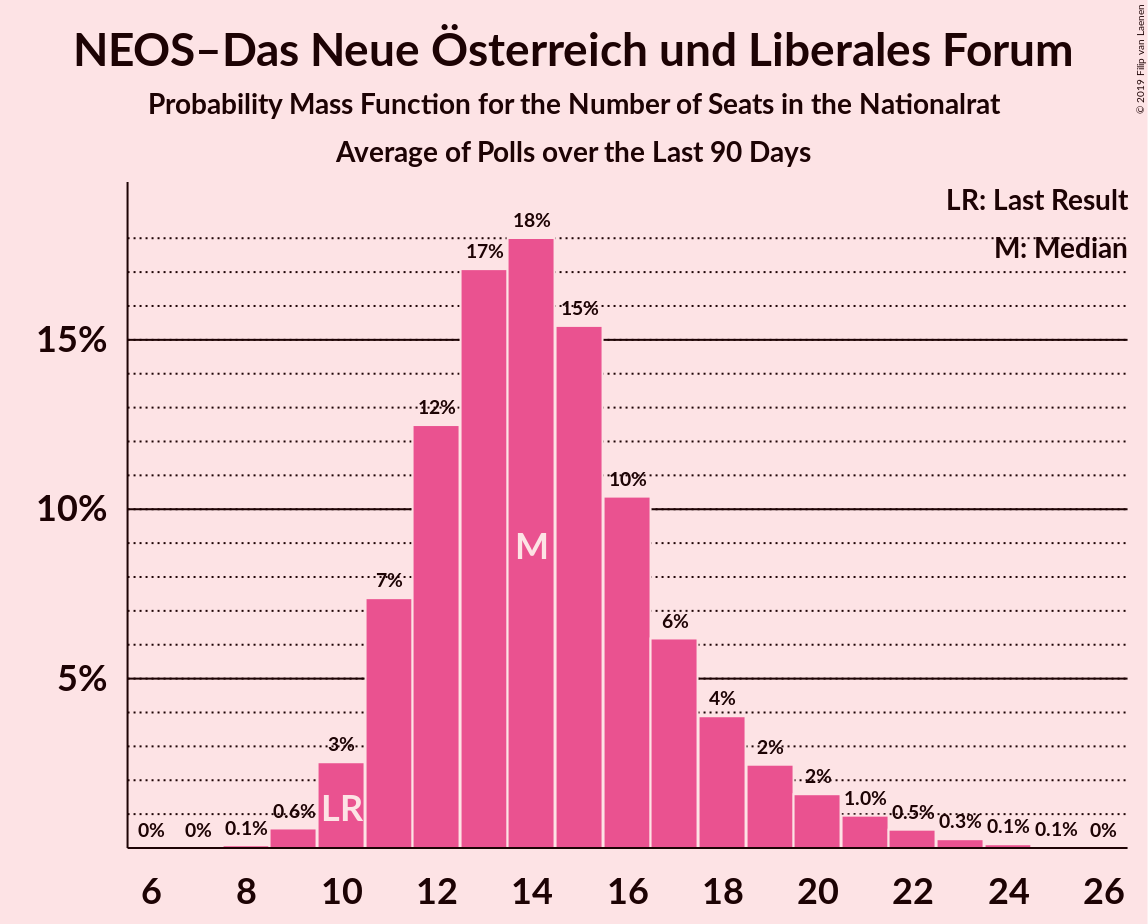 NEOS–Das Neue Österreich und Liberales Forum
Probability Mass Function for the Number of Seats in the Nationalrat
Average of Polls over the Last 90 Days
© 2019 Filip van Laenen
LR: Last Result
M: Median
15%
10%
5%
0%
0%
0.1%
0.6%
3%
7%
12%
17%
18%
15%
10%
6%
4%
2%
2%
1.0%
0.5%
0.3%
0.1%
0.1%
0%
LR
M
6 8 10 12 14 16 18 20 22 24 26